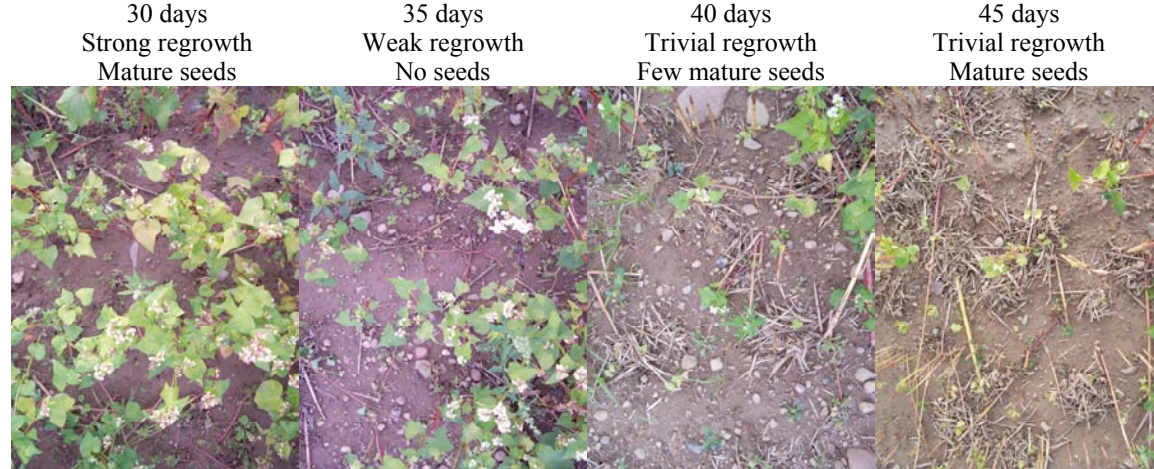 30 days
Strong regrowth
Mature seeds
35 days
Weak regrowth
No seeds
40 days
Trivial regrowth
Few mature seeds
45 days
Trivial regrowth
Mature seeds